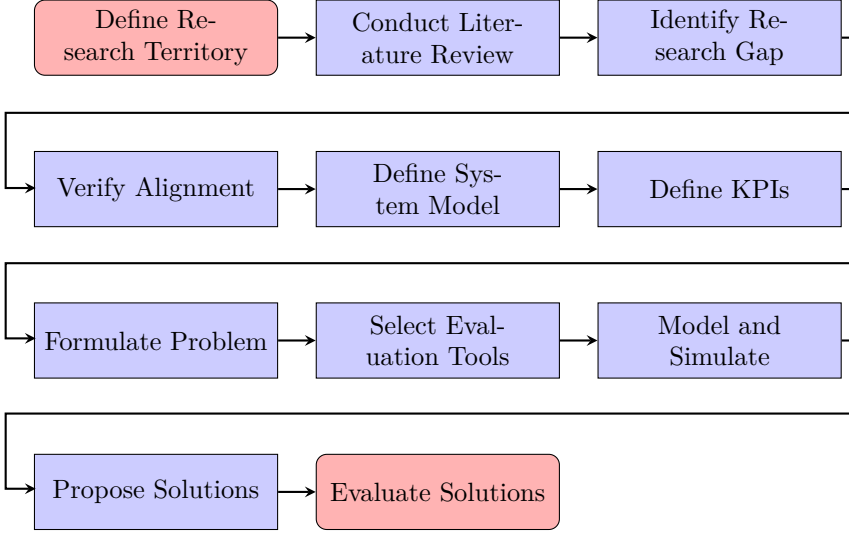 Define Re-
search Territory
Conduct Liter-
ature Review
Identify Re-
search Gap
Verify Alignment
Define Sys-
tem Model
Define KPIs
Formulate Problem
Select Eval-
uation Tools
Model and
Simulate
Propose Solutions
Evaluate Solutions